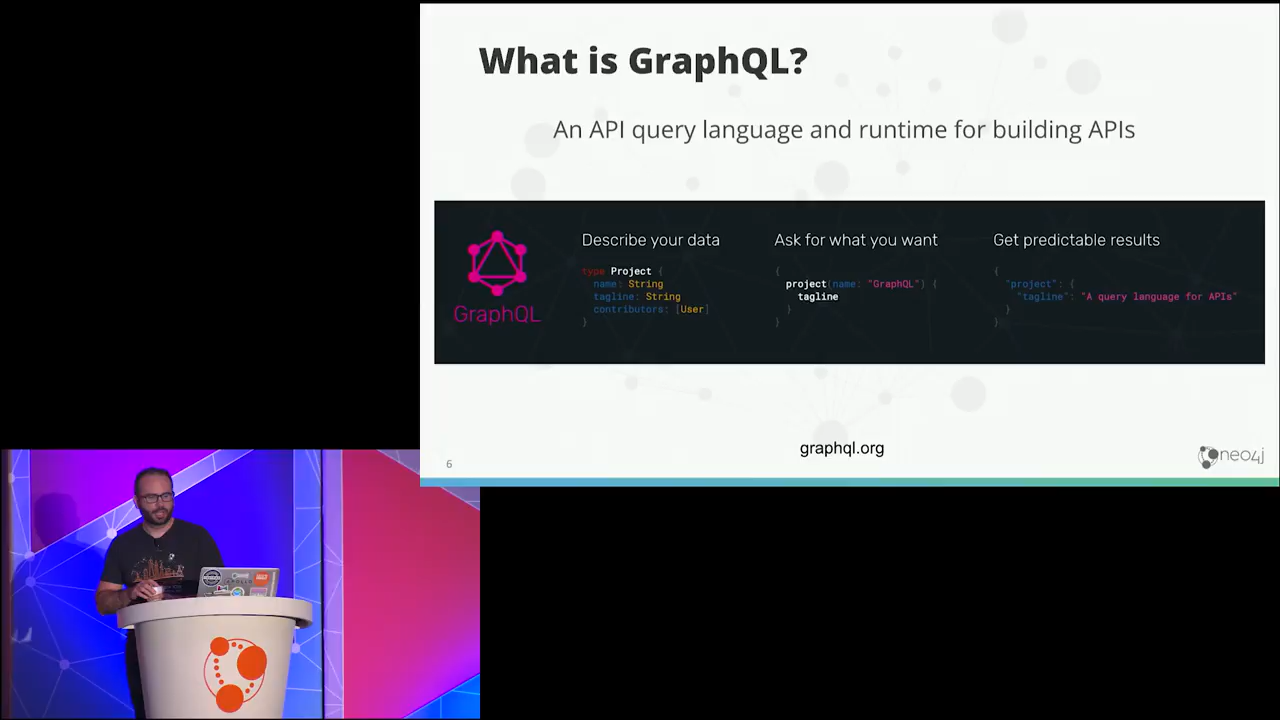 What is GraphQL?
An API query language and runtime for building APIs
GraphQL
Describe your data
type Project {
name: String
tagline: String
contributors: [User]
}
Ask for what you want
{
project(name: "GraphQL") {
tagline
}
}
Get predictable results
{
"project": {
"tagline": "A query language for APIs"
}
}
graphql.org
6
neo4j